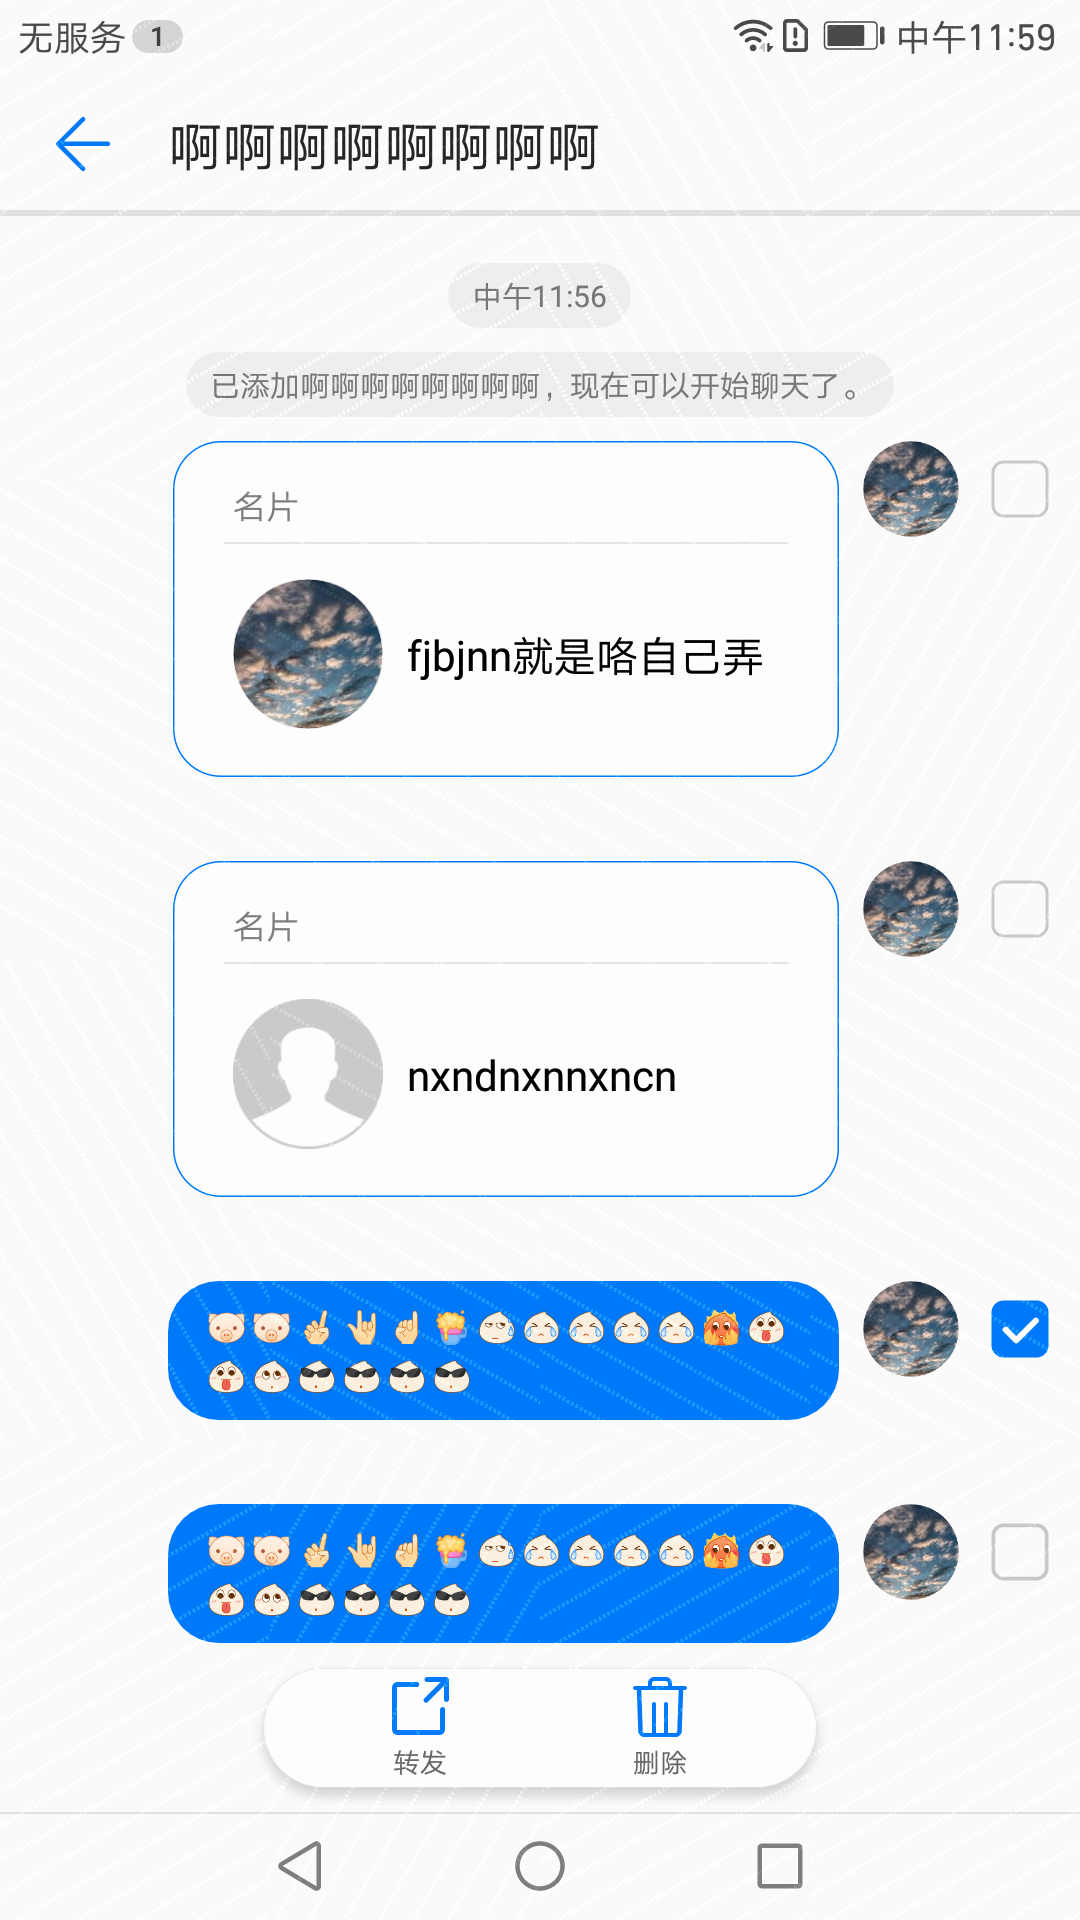 无服务 1 中午11:59
啊啊啊啊啊啊啊啊
中午11:56
已添加啊啊啊啊啊啊啊啊，现在可以开始聊天了。
名片
fjbjnn就是咯自己弄
名片
nxndnxnnxncn
转发 删除